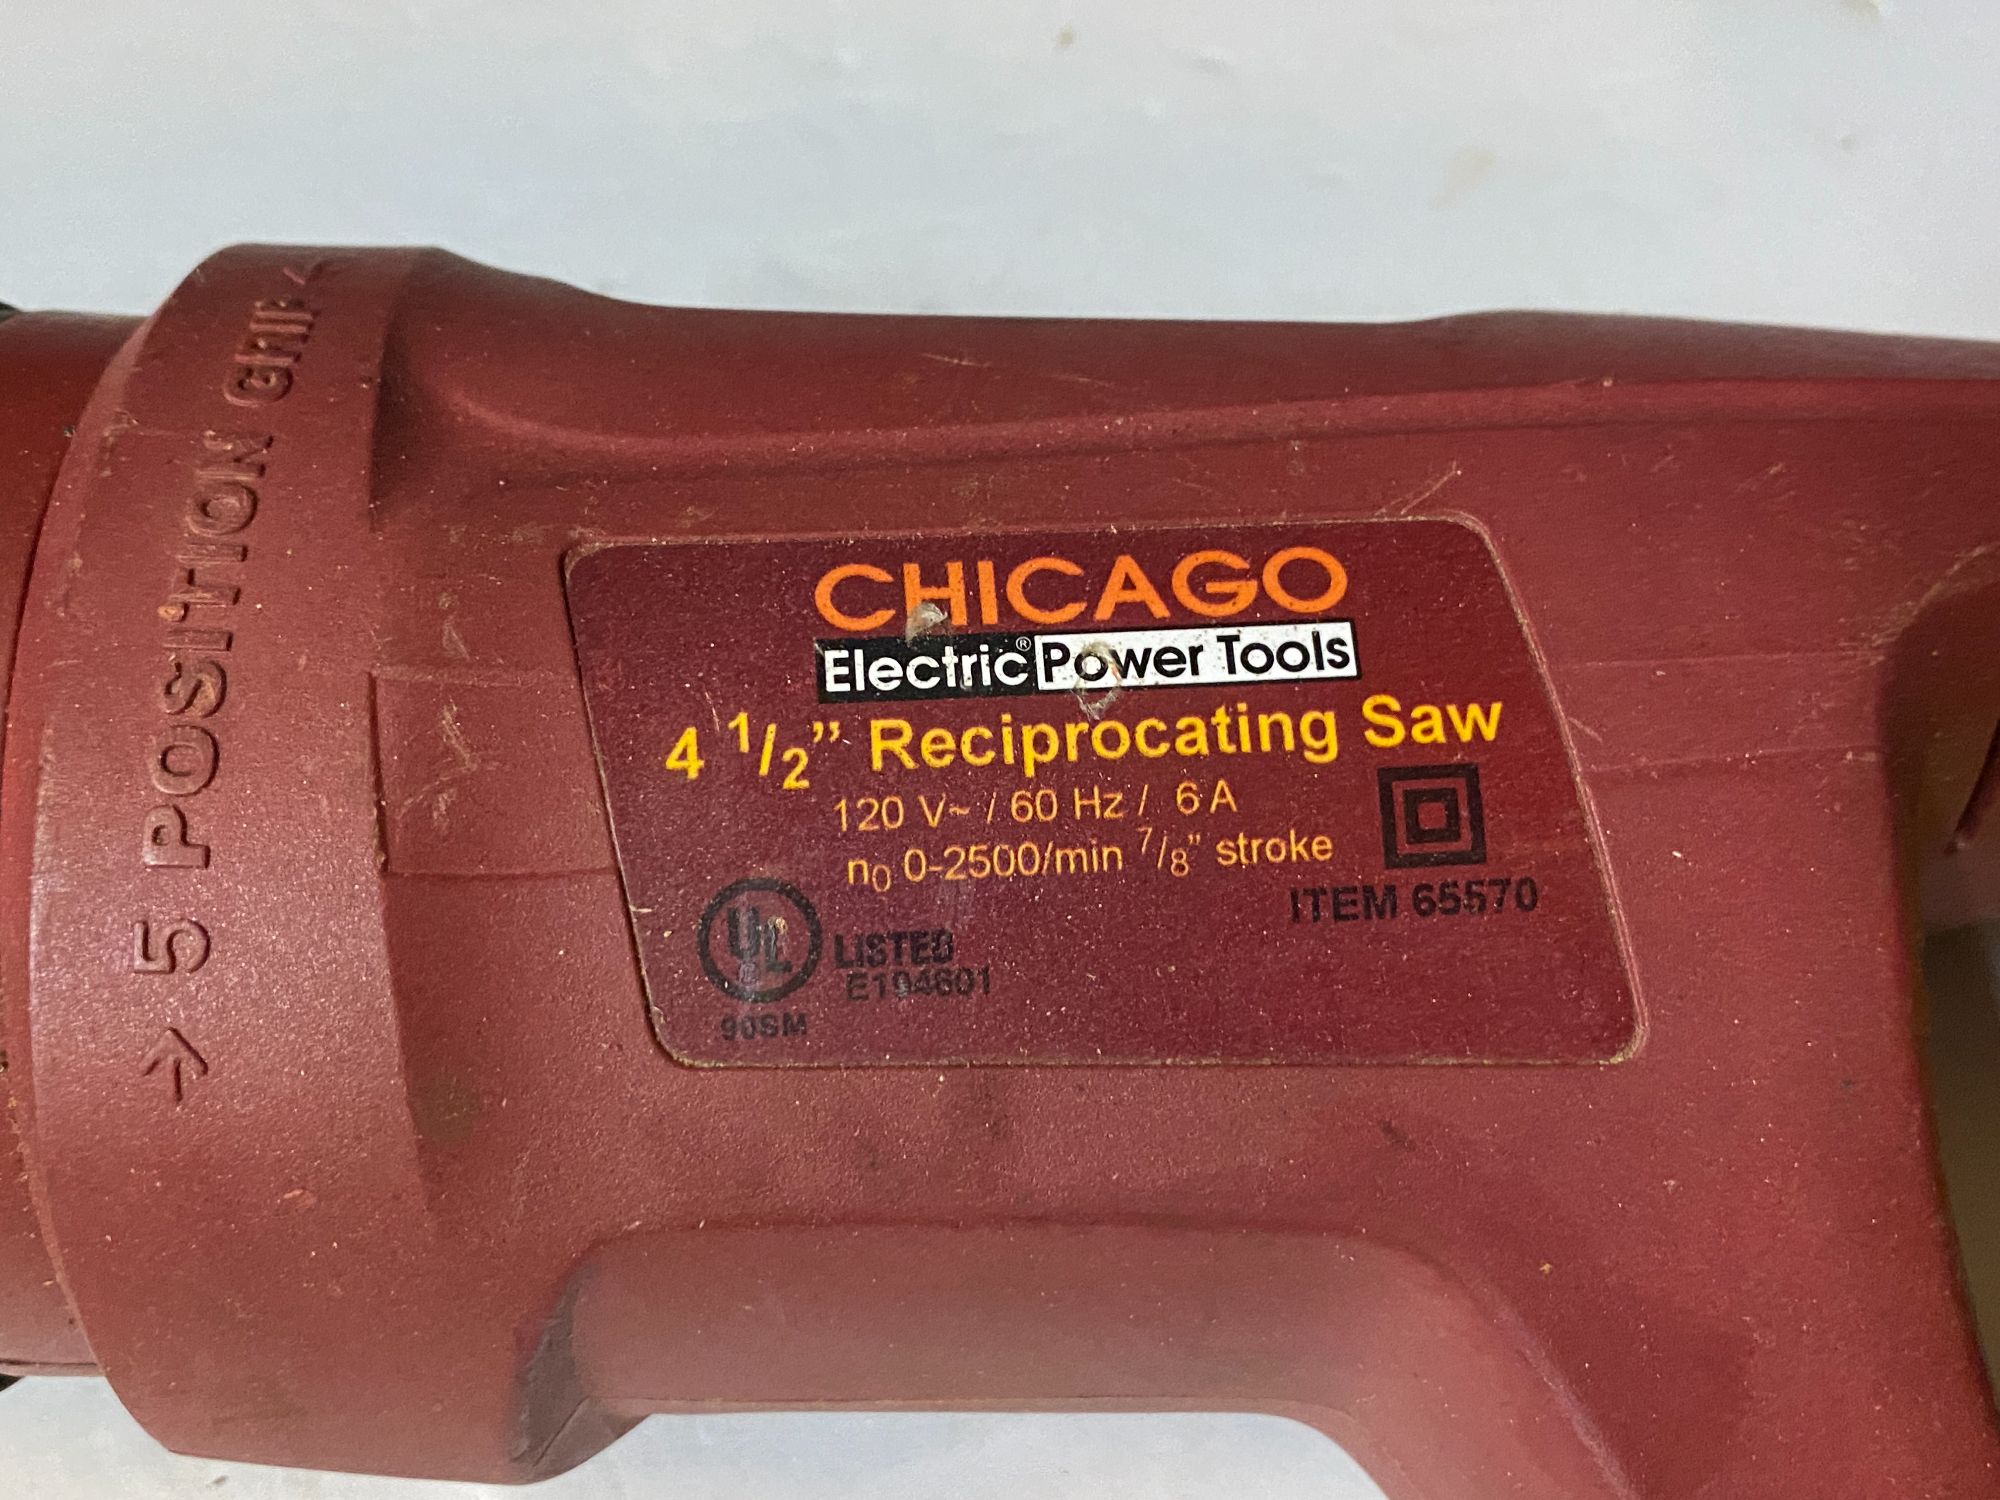 → 5 POSITION GRIP ←
CHICAGO
Electric® Power Tools
4 1/2” Reciprocating Saw
120 V~ / 60 Hz / 6 A
n0 0-2500/min 7/8” stroke
ITEM 65570
UL LISTED
E194601
90SM